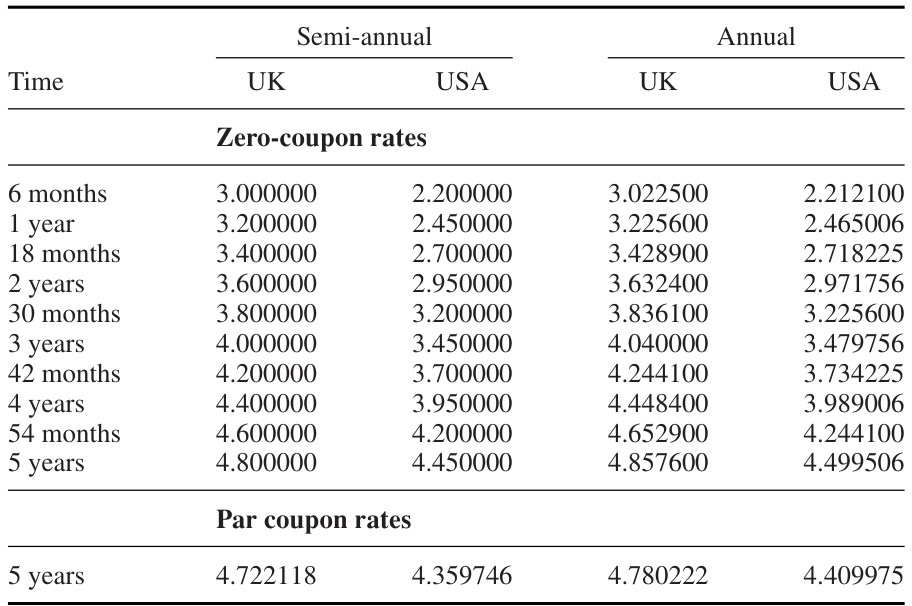 Semi-annual Annual
Time UK USA UK USA
Zero-coupon rates
6 months 3.000000 2.200000 3.022500 2.212100
1 year 3.200000 2.450000 3.225600 2.465006
18 months 3.400000 2.700000 3.428900 2.718225
2 years 3.600000 2.950000 3.632400 2.971756
30 months 3.800000 3.200000 3.836100 3.225600
3 years 4.000000 3.450000 4.040000 3.479756
42 months 4.200000 3.700000 4.244100 3.734225
4 years 4.400000 3.950000 4.448400 3.989006
54 months 4.600000 4.200000 4.652900 4.244100
5 years 4.800000 4.450000 4.857600 4.499506
Par coupon rates
5 years 4.722118 4.359746 4.780222 4.409975